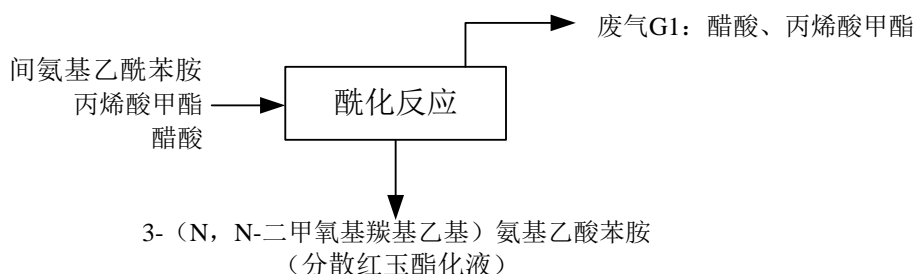 废气G1：醋酸、丙烯酸甲酯
间氨基乙酰苯胺
丙烯酸甲酯
醋酸
酰化反应
3-（N，N-二甲氧基羰基乙基）氨基乙酸苯胺
（分散红玉酯化液）